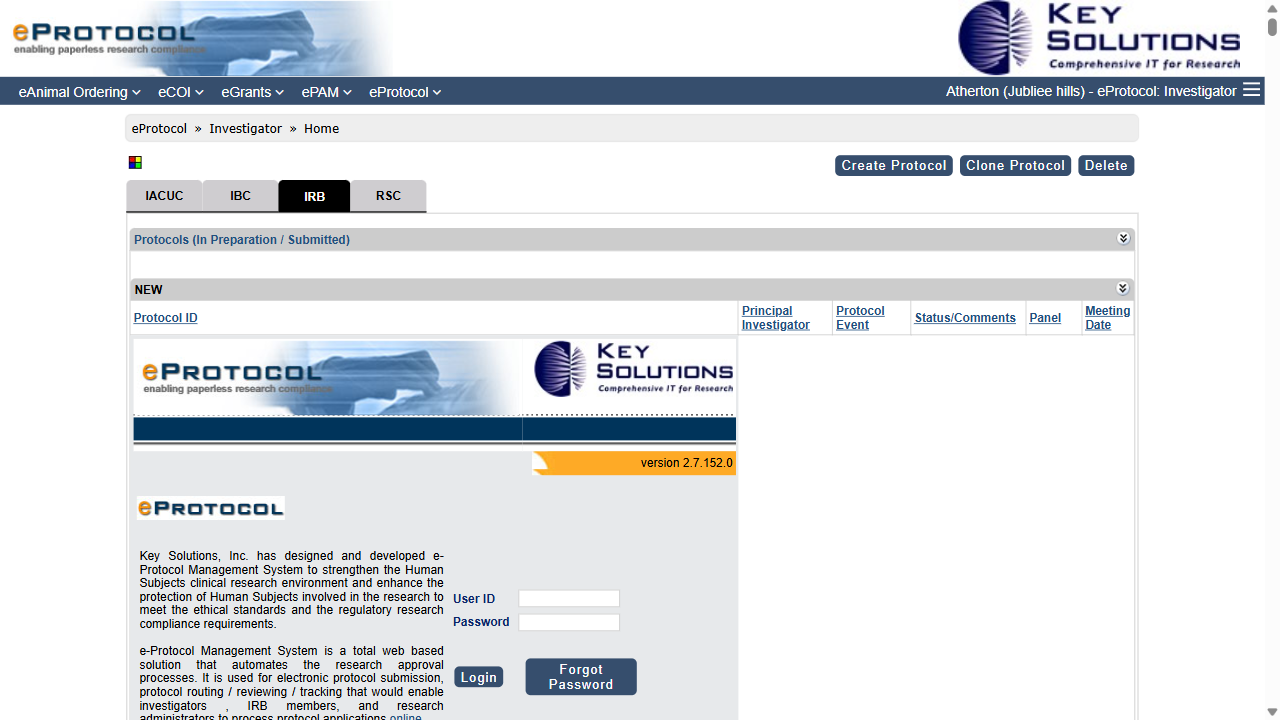 ePROTOCOL
enabling paperless research compliance
KEY SOLUTIONS
Comprehensive IT for Research
eAnimal Ordering eCOI eGrants ePAM eProtocol
Atherton (Jubliee hills) - eProtocol: Investigator
eProtocol » Investigator » Home
Create Protocol Clone Protocol Delete
IACUC IBC IRB RSC
Protocols (In Preparation / Submitted)
NEW
Protocol ID
Principal Investigator
Protocol Event
Status/Comments
Panel
Meeting Date
ePROTOCOL
enabling paperless research compliance
KEY SOLUTIONS
Comprehensive IT for Research
version 2.7.152.0
ePROTOCOL
Key Solutions, Inc. has designed and developed e-
Protocol Management System to strengthen the Human
Subjects clinical research environment and enhance the
protection of Human Subjects involved in the research to
meet the ethical standards and the regulatory research
compliance requirements.
e-Protocol Management System is a total web based
solution that automates the research approval
processes. It is used for electronic protocol submission,
protocol routing / reviewing / tracking that would enable
investigators , IRB members, and research
administrators to process protocol applications online
User ID
Password
Login
Forgot Password